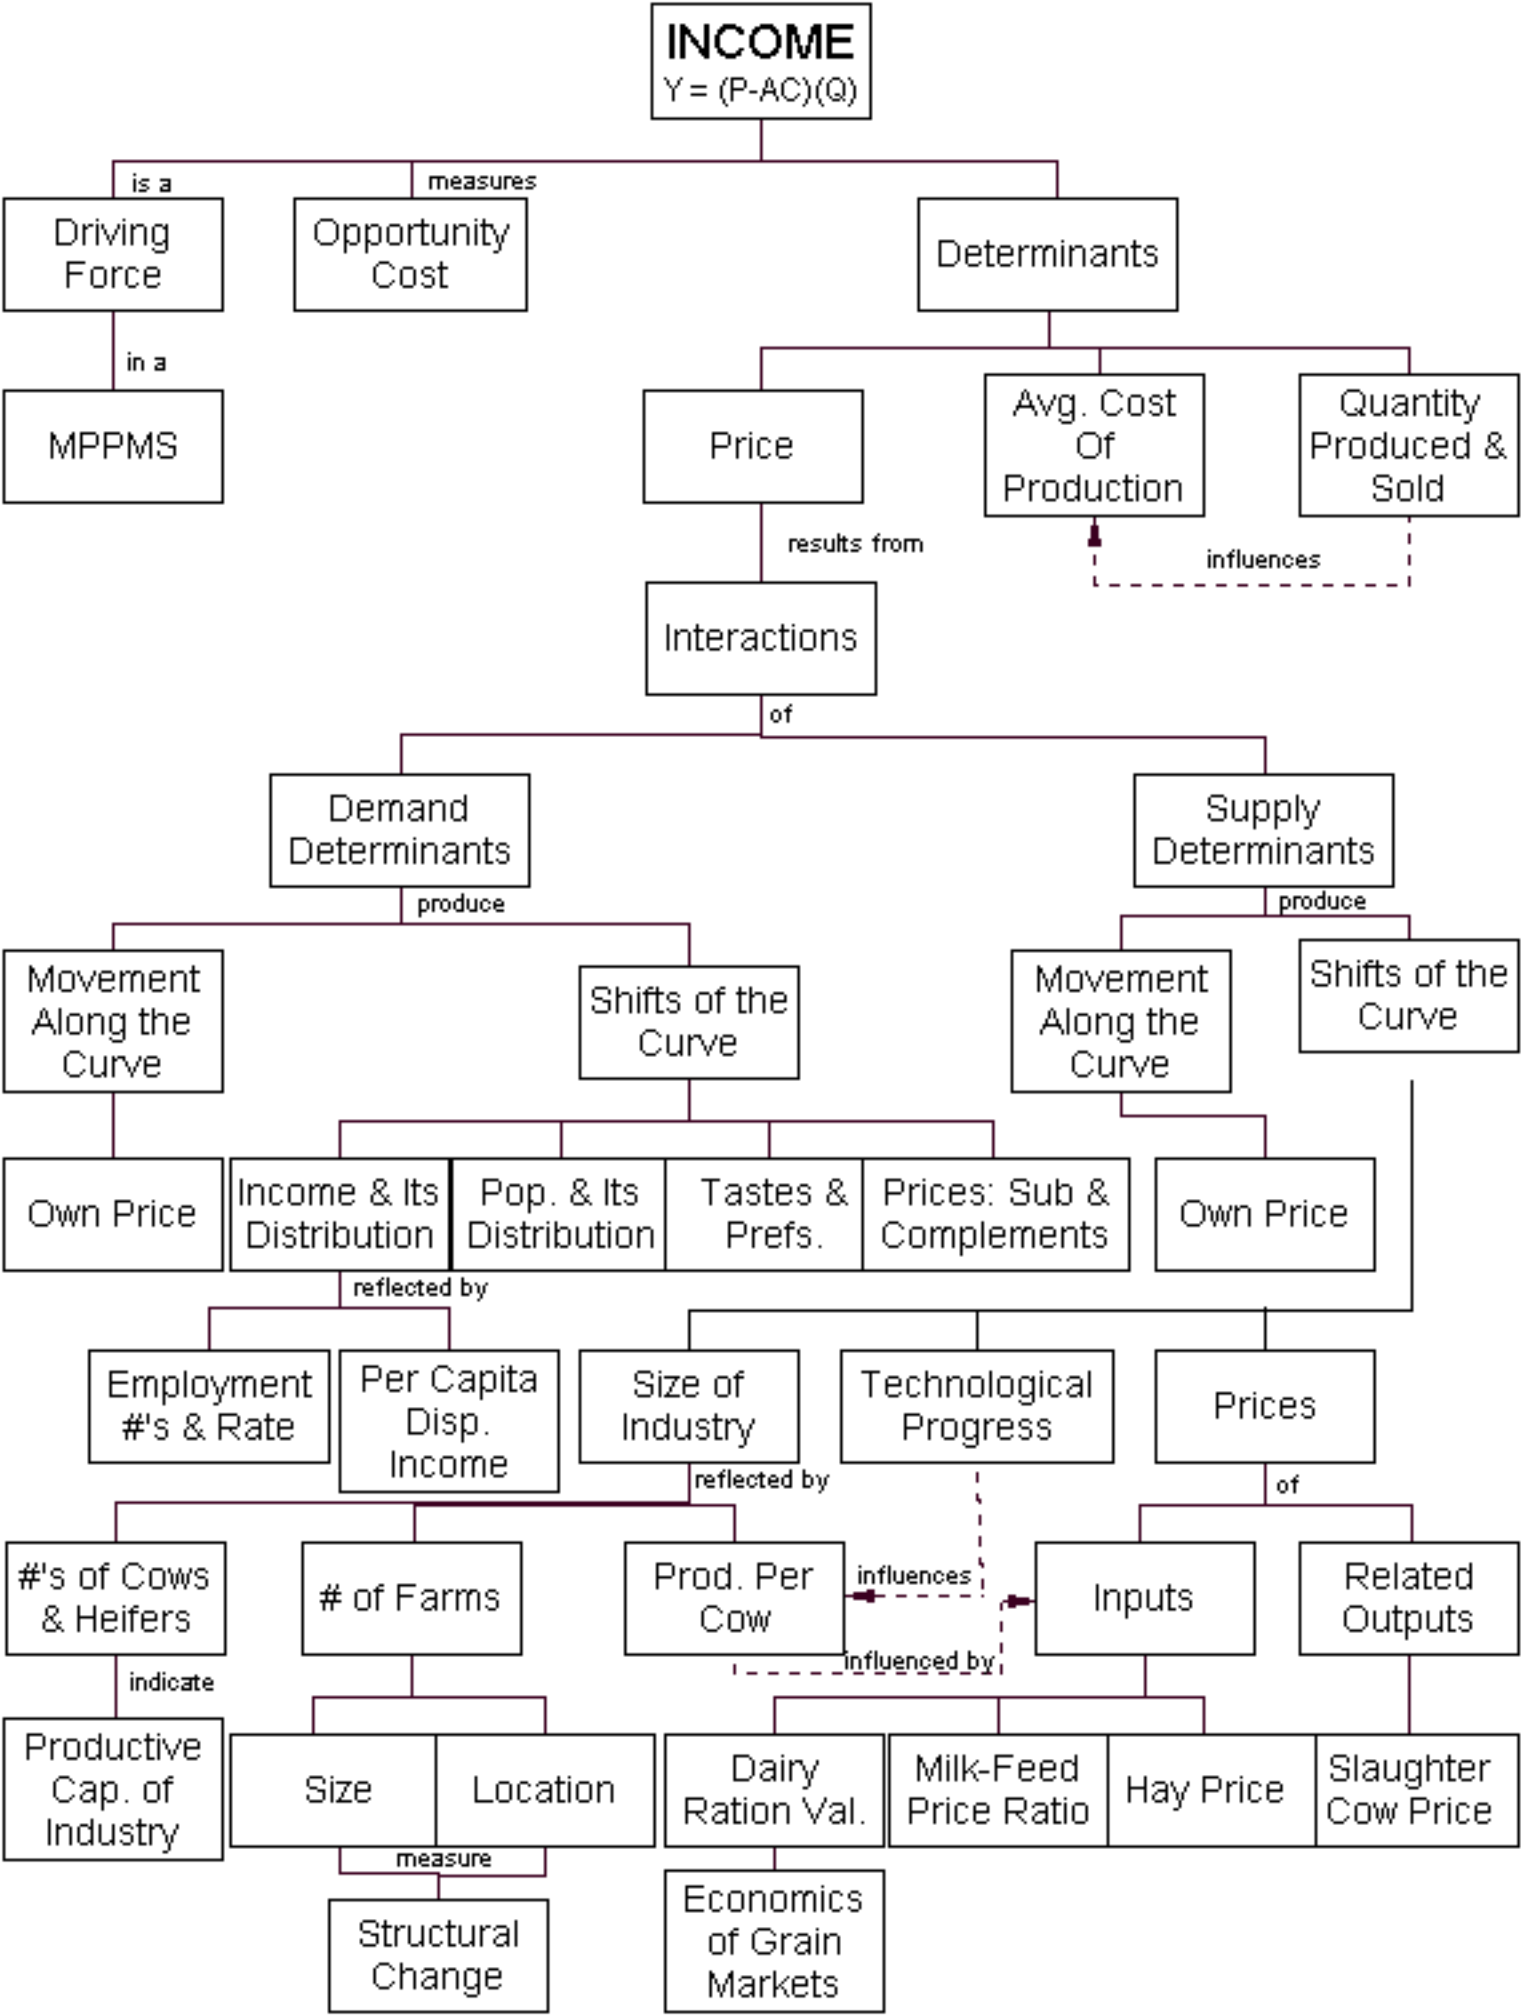 INCOME
Y = (P-AC)(Q)
is a
measures
Driving
Force
Opportunity
Cost
Determinants
in a
MPPMS
Price
Avg. Cost
Of
Production
Quantity
Produced &
Sold
results from
influences
Interactions
of
Demand
Determinants
Supply
Determinants
produce
produce
Movement
Along the
Curve
Shifts of the
Curve
Movement
Along the
Curve
Shifts of the
Curve
Own Price
Income & Its
Distribution
Pop. & Its
Distribution
Tastes &
Prefs.
Prices: Sub &
Complements
Own Price
reflected by
Employment
#'s & Rate
Per Capita
Disp.
Income
Size of
Industry
Technological
Progress
Prices
reflected by
of
#'s of Cows
& Heifers
# of Farms
Prod. Per
Cow
influences
Inputs
Related
Outputs
influenced by
indicate
Productive
Cap. of
Industry
Size
Location
Dairy
Ration Val.
Milk-Feed
Price Ratio
Hay Price
Slaughter
Cow Price
measure
Structural
Change
Economics
of Grain
Markets